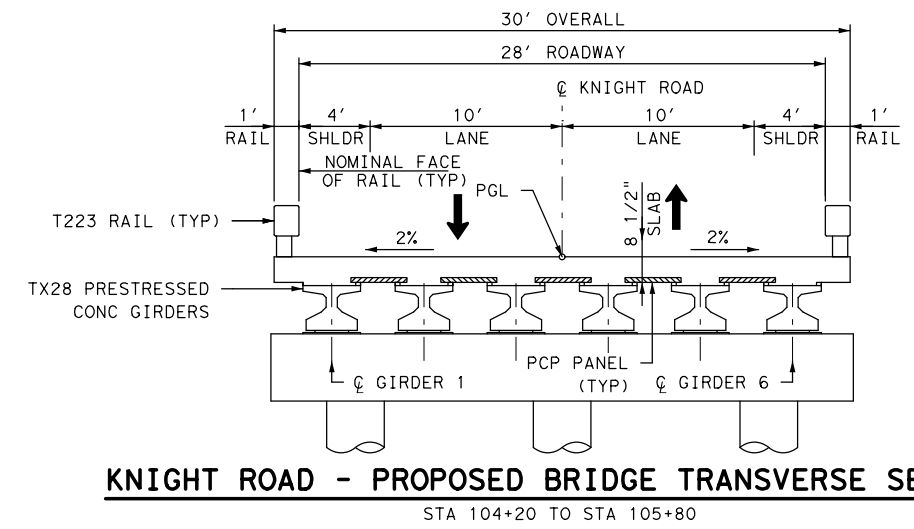 30' OVERALL
28' ROADWAY
℄ KNIGHT ROAD
1' 4' 10' 10' 4' 1'
RAIL SHLDR LANE LANE SHLDR RAIL
NOMINAL FACE
OF RAIL (TYP)
PGL
8 1/2"
SLAB
T223 RAIL (TYP)
2% 2%
TX28 PRESTRESSED
CONC GIRDERS
PCP PANEL
(TYP)
℄ GIRDER 1
℄ GIRDER 6
KNIGHT ROAD - PROPOSED BRIDGE TRANSVERSE SE
STA 104+20 TO STA 105+80